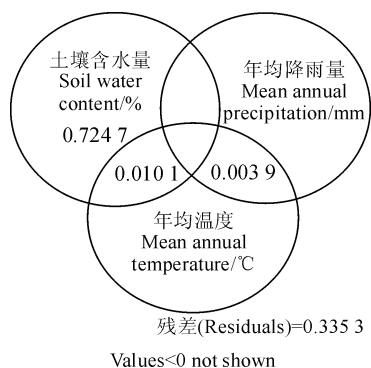 土壤含水量
Soil water
content/%
0.724 7
年均降雨量
Mean annual
precipitation/mm
0.010 1
0.003 9
年均温度
Mean annual
temperature/℃
残差(Residuals)=0.335 3
Values<0 not shown